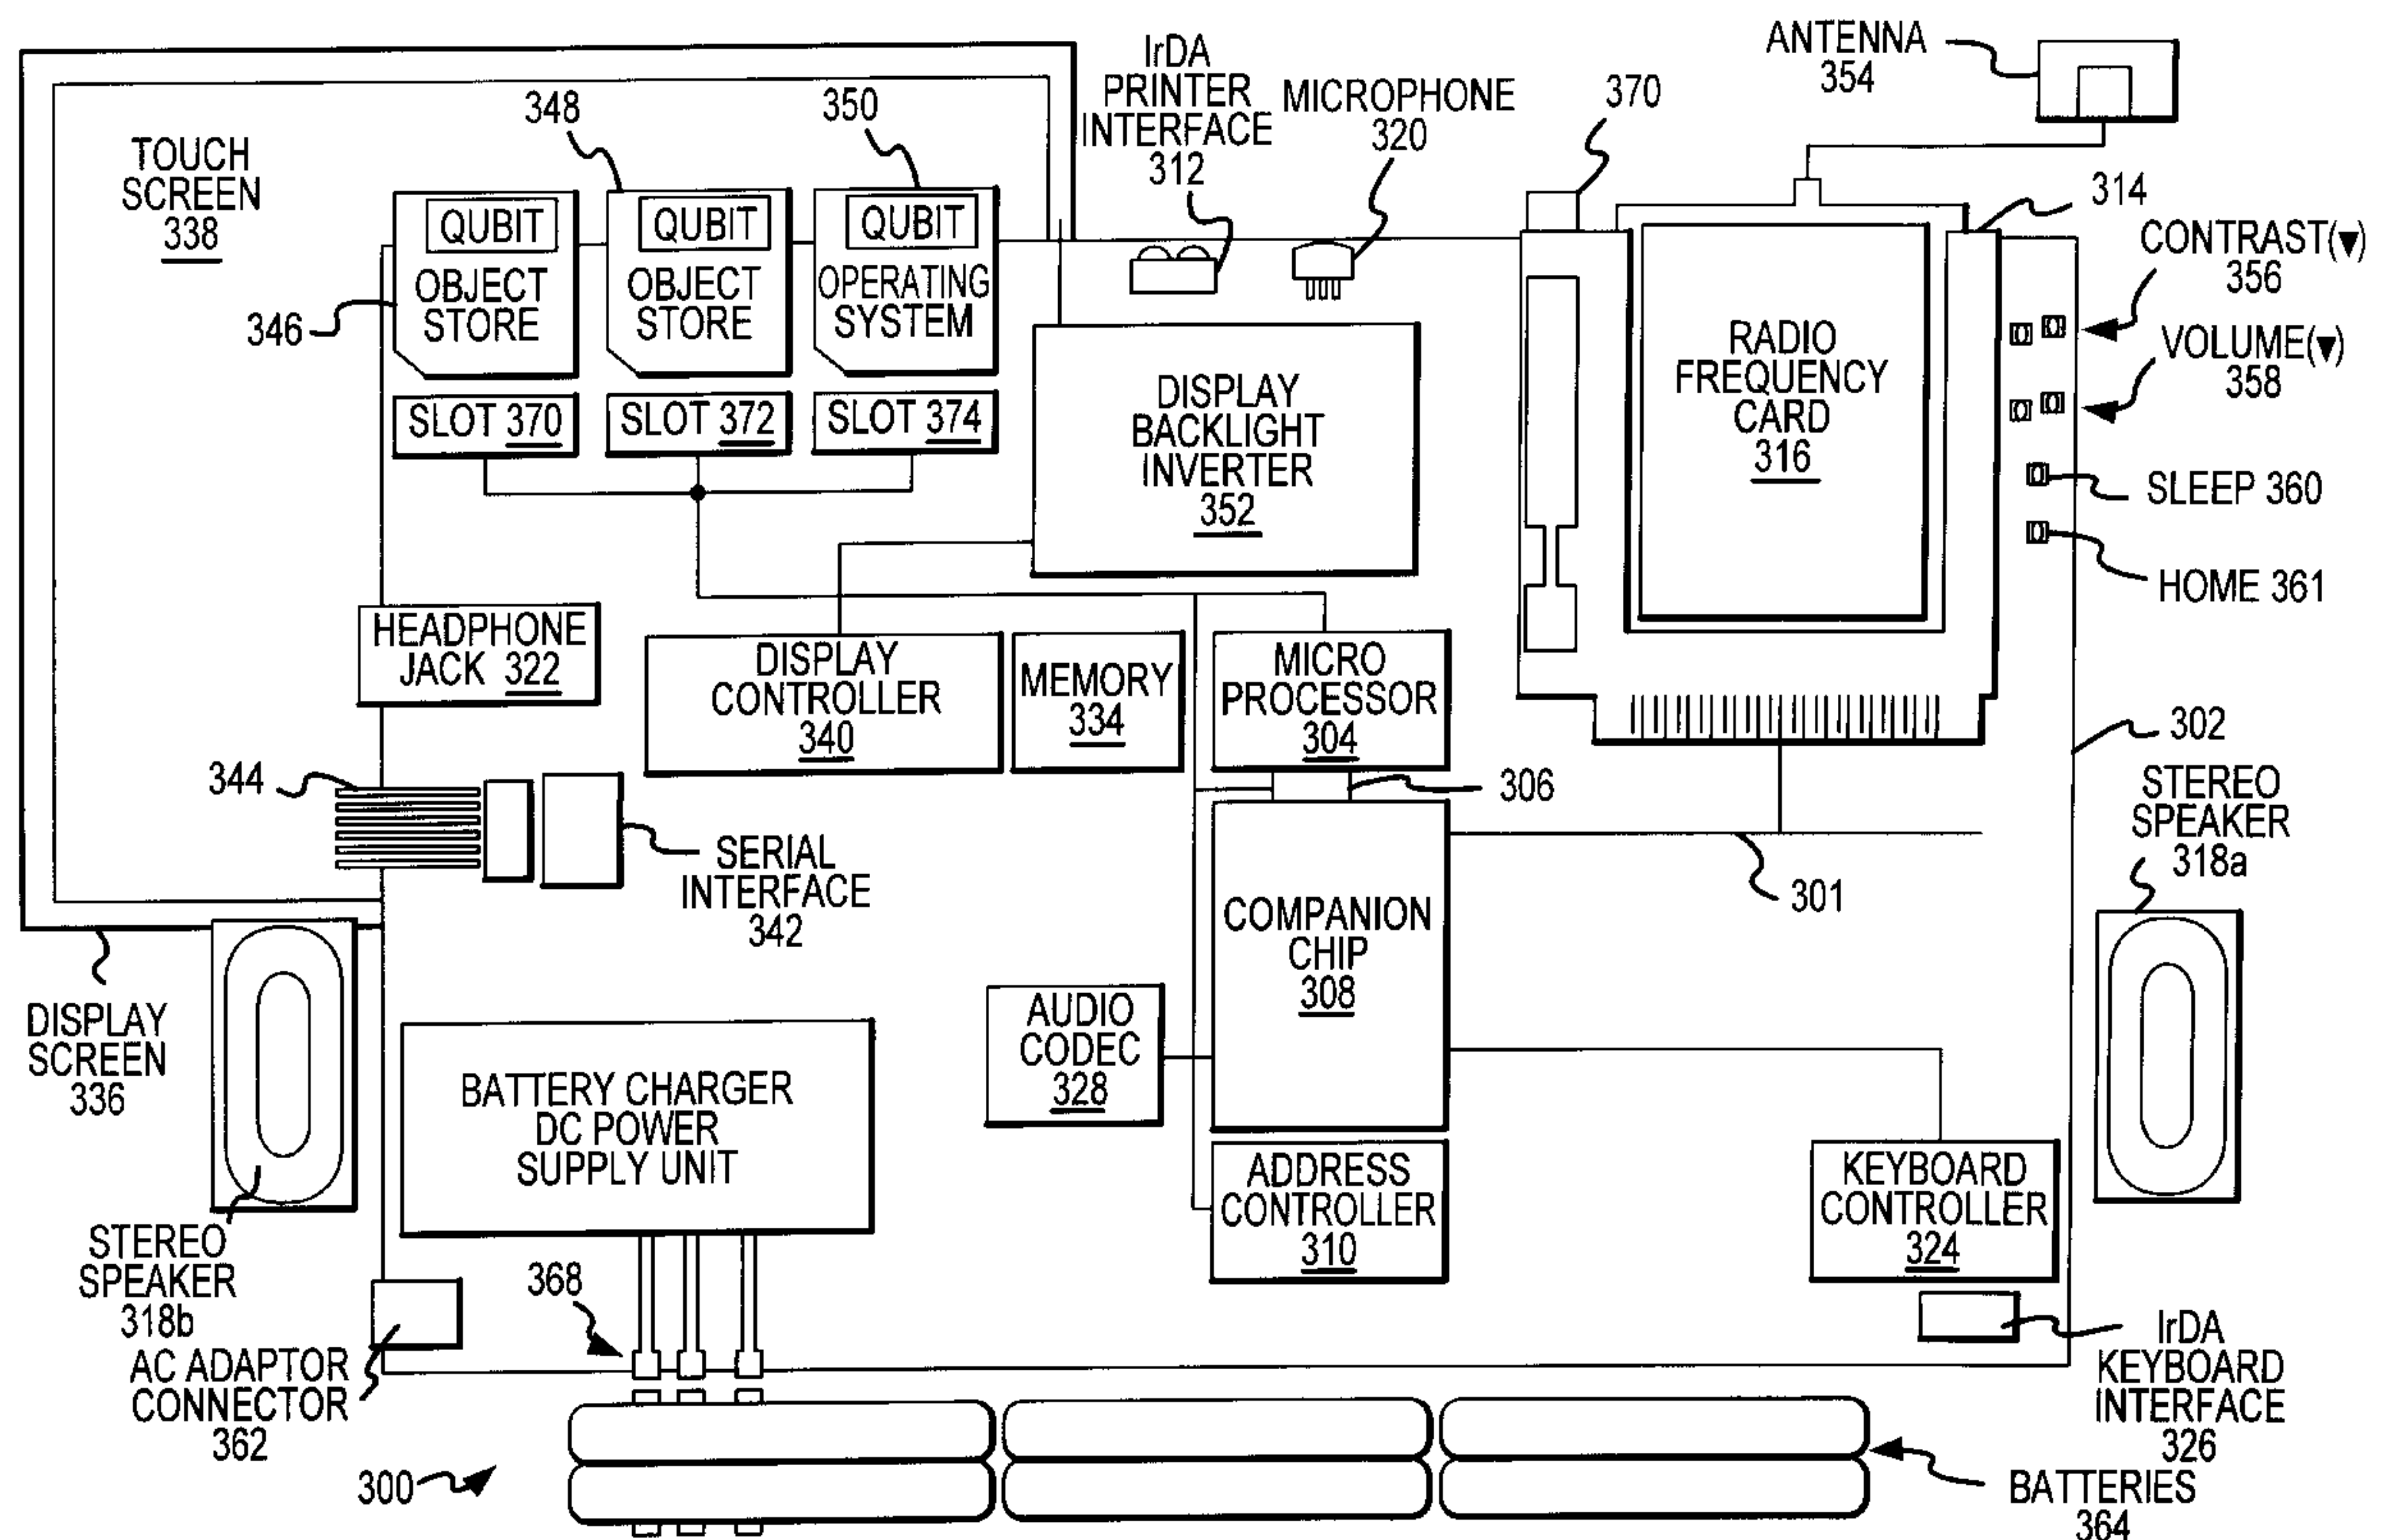 IrDA
PRINTER
INTERFACE
312
MICROPHONE
320
370
ANTENNA
354
348
350
TOUCH
SCREEN
338
314
QUBIT
OBJECT
STORE
QUBIT
OBJECT
STORE
QUBIT
OPERATING
SYSTEM
346
CONTRAST(▼)
356
VOLUME(▼)
358
RADIO
FREQUENCY
CARD
316
SLOT 370
SLOT 372
SLOT 374
DISPLAY
BACKLIGHT
INVERTER
352
SLEEP 360
HOME 361
HEADPHONE
JACK 322
DISPLAY
CONTROLLER
340
MEMORY
334
MICRO
PROCESSOR
304
302
344
306
STEREO
SPEAKER
318a
SERIAL
INTERFACE
342
301
COMPANION
CHIP
308
DISPLAY
SCREEN
336
AUDIO
CODEC
328
BATTERY CHARGER
DC POWER
SUPPLY UNIT
ADDRESS
CONTROLLER
310
KEYBOARD
CONTROLLER
324
STEREO
SPEAKER
318b
368
AC ADAPTOR
CONNECTOR
362
IrDA
KEYBOARD
INTERFACE
326
300
BATTERIES
364